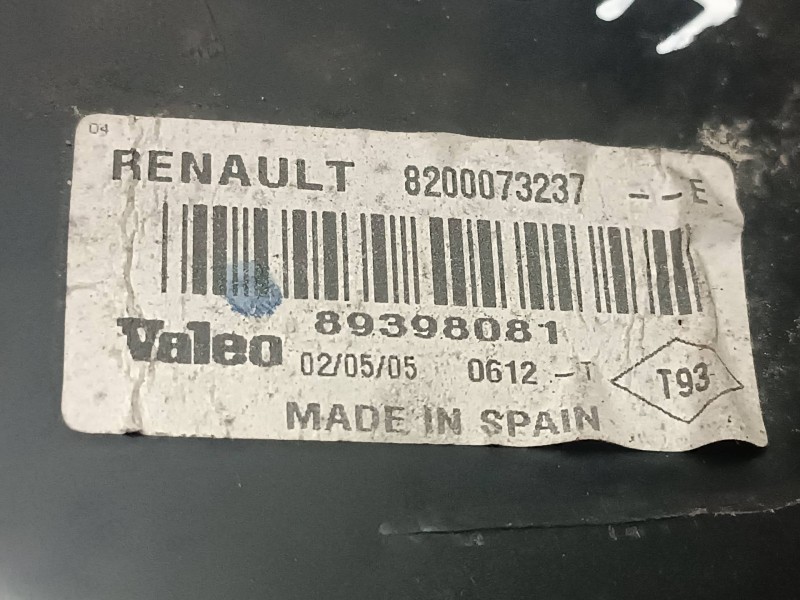 04
RENAULT 8200073237 --E
89398081
Valeo 02/05/05 0612 -T T93
MADE IN SPAIN